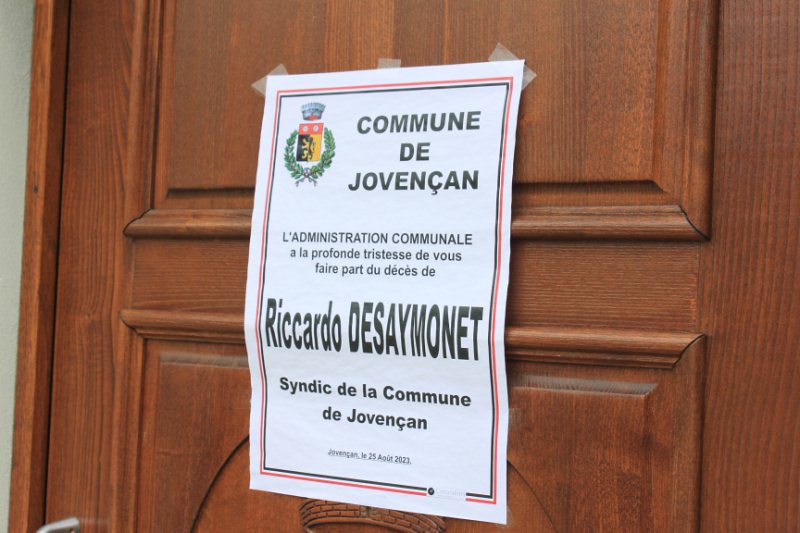 COMMUNE
DE
JOVENÇAN
L'ADMINISTRATION COMMUNALE
a la profonde tristesse de vous
faire part du décès de
Riccardo DESAYMONET
Syndic de la Commune
de Jovençan
Jovençan, le 25 Août 2023.